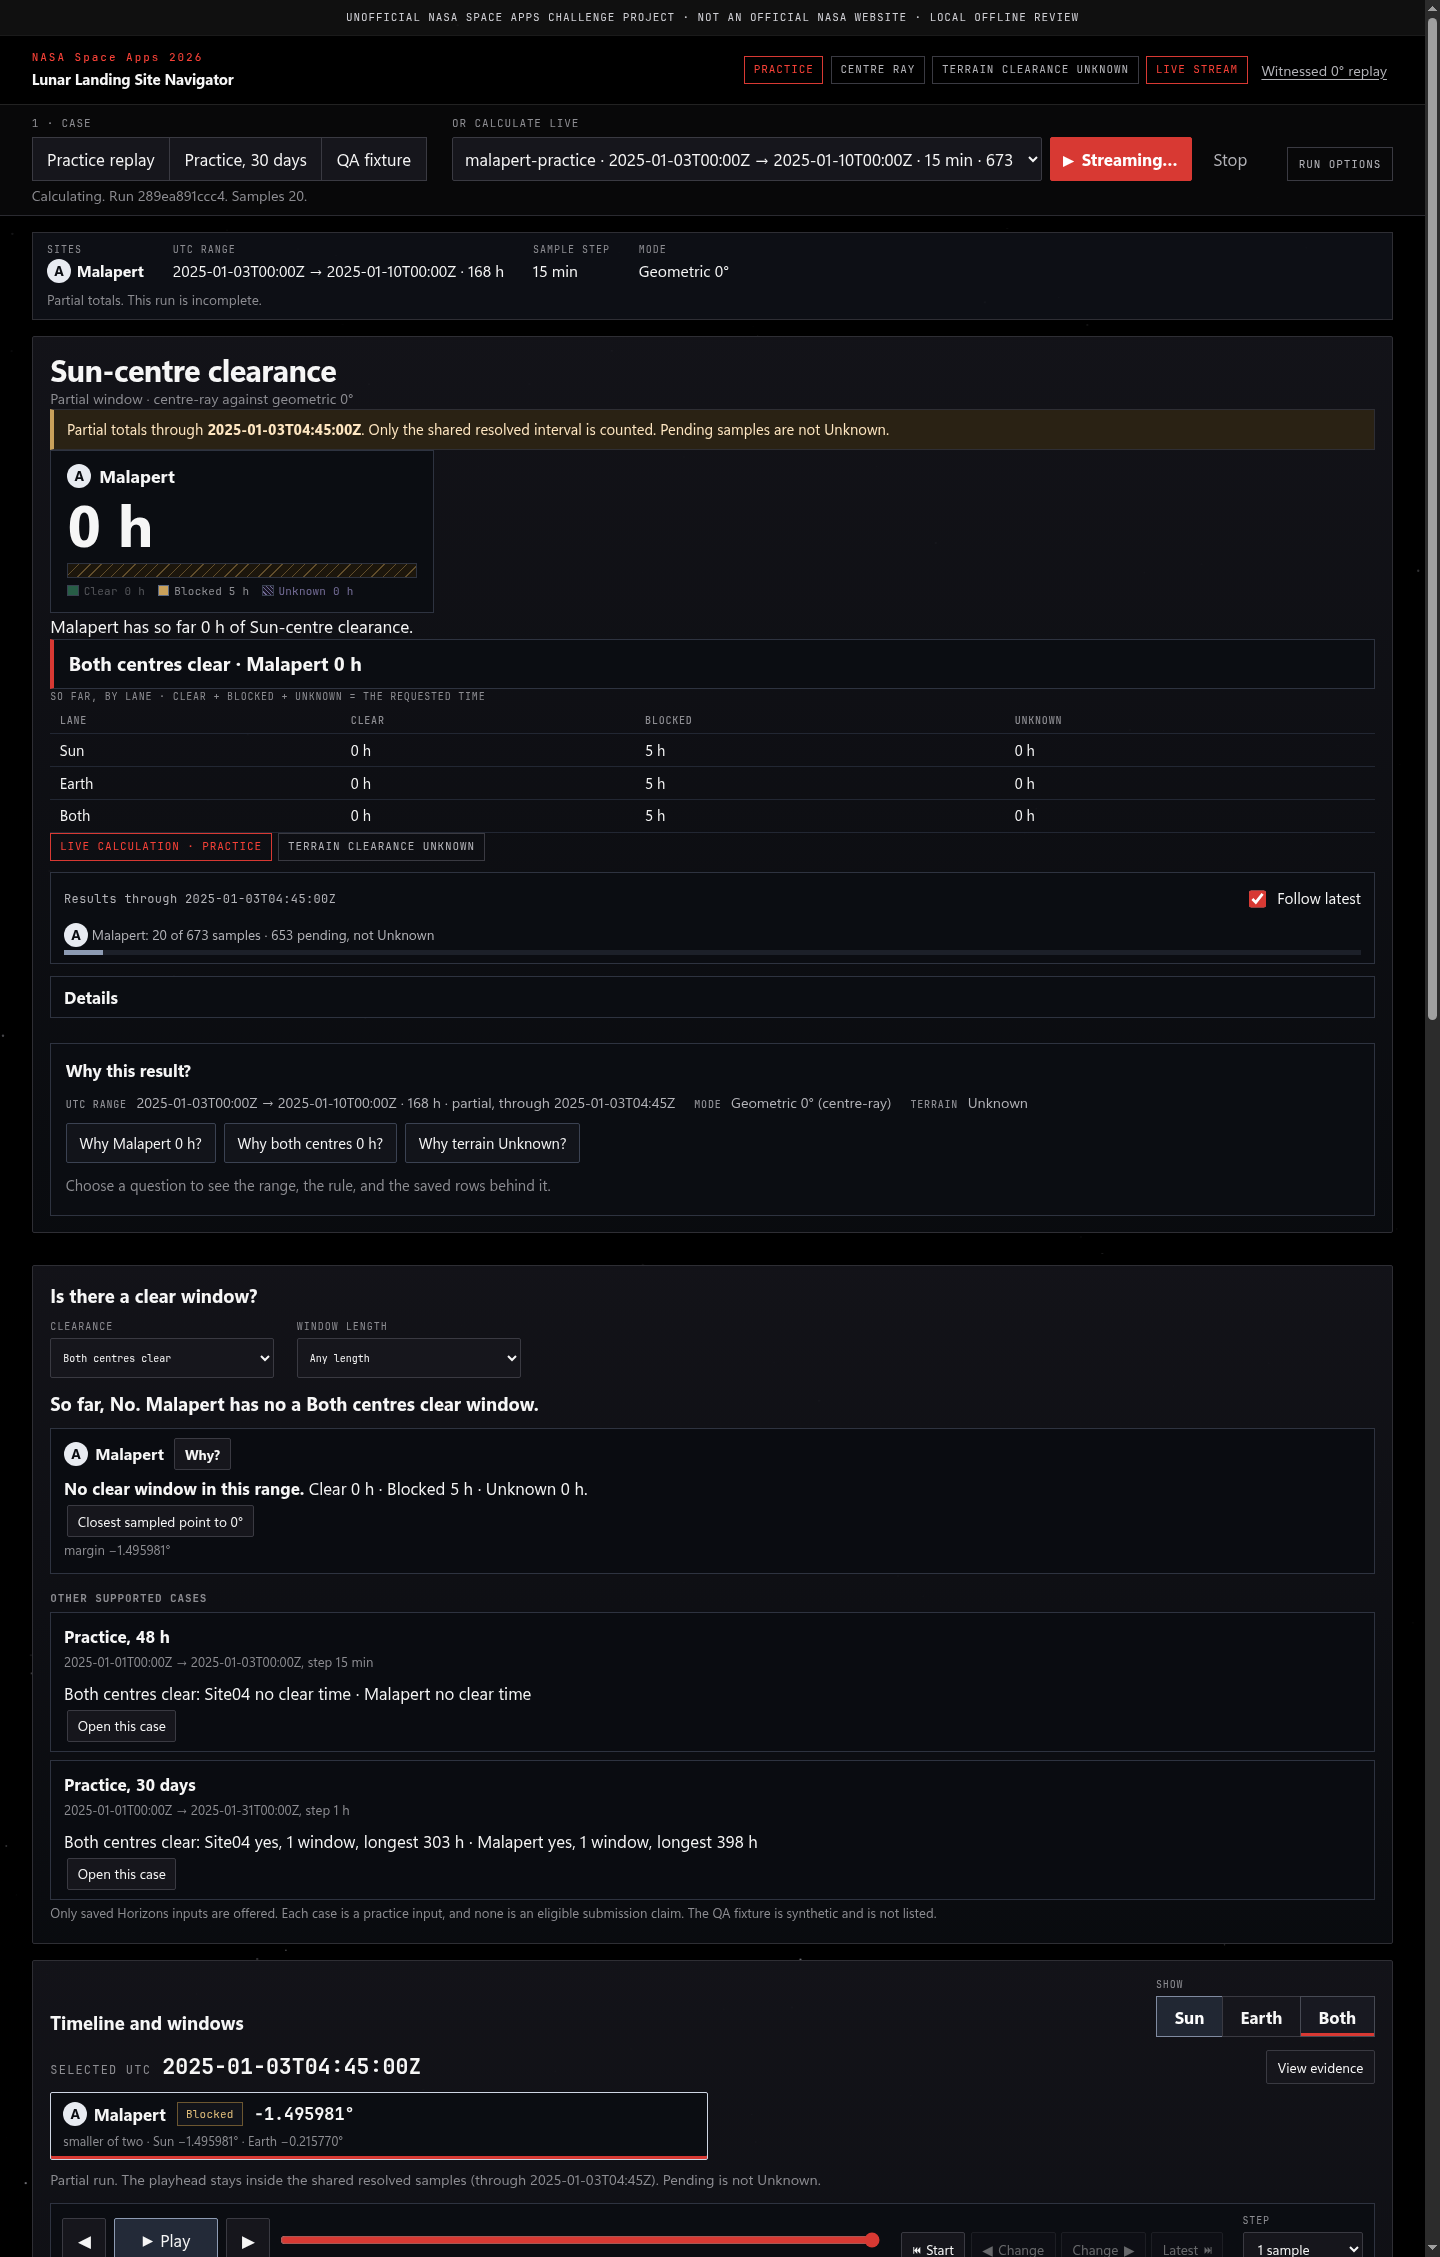 UNOFFICIAL NASA SPACE APPS CHALLENGE PROJECT · NOT AN OFFICIAL NASA WEBSITE · LOCAL OFFLINE REVIEW
NASA Space Apps 2026
Lunar Landing Site Navigator
PRACTICE
CENTRE RAY
TERRAIN CLEARANCE UNKNOWN
LIVE STREAM
Witnessed 0° replay
1 · CASE
Practice replay
Practice, 30 days
QA fixture
OR CALCULATE LIVE
malapert-practice · 2025-01-03T00:00Z → 2025-01-10T00:00Z · 15 min · 673
▶ Streaming…
Stop
RUN OPTIONS
Calculating. Run 289ea891ccc4. Samples 20.
SITES
UTC RANGE
SAMPLE STEP
MODE
A Malapert
2025-01-03T00:00Z → 2025-01-10T00:00Z · 168 h
15 min
Geometric 0°
Partial totals. This run is incomplete.
Sun-centre clearance
Partial window · centre-ray against geometric 0°
Partial totals through 2025-01-03T04:45:00Z. Only the shared resolved interval is counted. Pending samples are not Unknown.
A Malapert
0 h
Clear 0 h
Blocked 5 h
Unknown 0 h
Malapert has so far 0 h of Sun-centre clearance.
Both centres clear · Malapert 0 h
SO FAR, BY LANE · CLEAR + BLOCKED + UNKNOWN = THE REQUESTED TIME
LANE CLEAR BLOCKED UNKNOWN
Sun 0 h 5 h 0 h
Earth 0 h 5 h 0 h
Both 0 h 5 h 0 h
LIVE CALCULATION · PRACTICE
TERRAIN CLEARANCE UNKNOWN
Results through 2025-01-03T04:45:00Z
Follow latest
A Malapert: 20 of 673 samples · 653 pending, not Unknown
Details
Why this result?
UTC RANGE 2025-01-03T00:00Z → 2025-01-10T00:00Z · 168 h · partial, through 2025-01-03T04:45Z MODE Geometric 0° (centre-ray) TERRAIN Unknown
Why Malapert 0 h?
Why both centres 0 h?
Why terrain Unknown?
Choose a question to see the range, the rule, and the saved rows behind it.
Is there a clear window?
CLEARANCE
WINDOW LENGTH
Both centres clear
Any length
So far, No. Malapert has no a Both centres clear window.
A Malapert
Why?
No clear window in this range. Clear 0 h · Blocked 5 h · Unknown 0 h.
Closest sampled point to 0°
margin −1.495981°
OTHER SUPPORTED CASES
Practice, 48 h
2025-01-01T00:00Z → 2025-01-03T00:00Z, step 15 min
Both centres clear: Site04 no clear time · Malapert no clear time
Open this case
Practice, 30 days
2025-01-01T00:00Z → 2025-01-31T00:00Z, step 1 h
Both centres clear: Site04 yes, 1 window, longest 303 h · Malapert yes, 1 window, longest 398 h
Open this case
Only saved Horizons inputs are offered. Each case is a practice input, and none is an eligible submission claim. The QA fixture is synthetic and is not listed.
SHOW
Timeline and windows
Sun
Earth
Both
SELECTED UTC 2025-01-03T04:45:00Z
View evidence
A Malapert Blocked -1.495981°
smaller of two · Sun −1.495981° · Earth −0.215770°
Partial run. The playhead stays inside the shared resolved samples (through 2025-01-03T04:45Z). Pending is not Unknown.
STEP
◀
▶ Play
▶
⏮ Start
◀ Change
Change ▶
Latest ⏭
1 sample